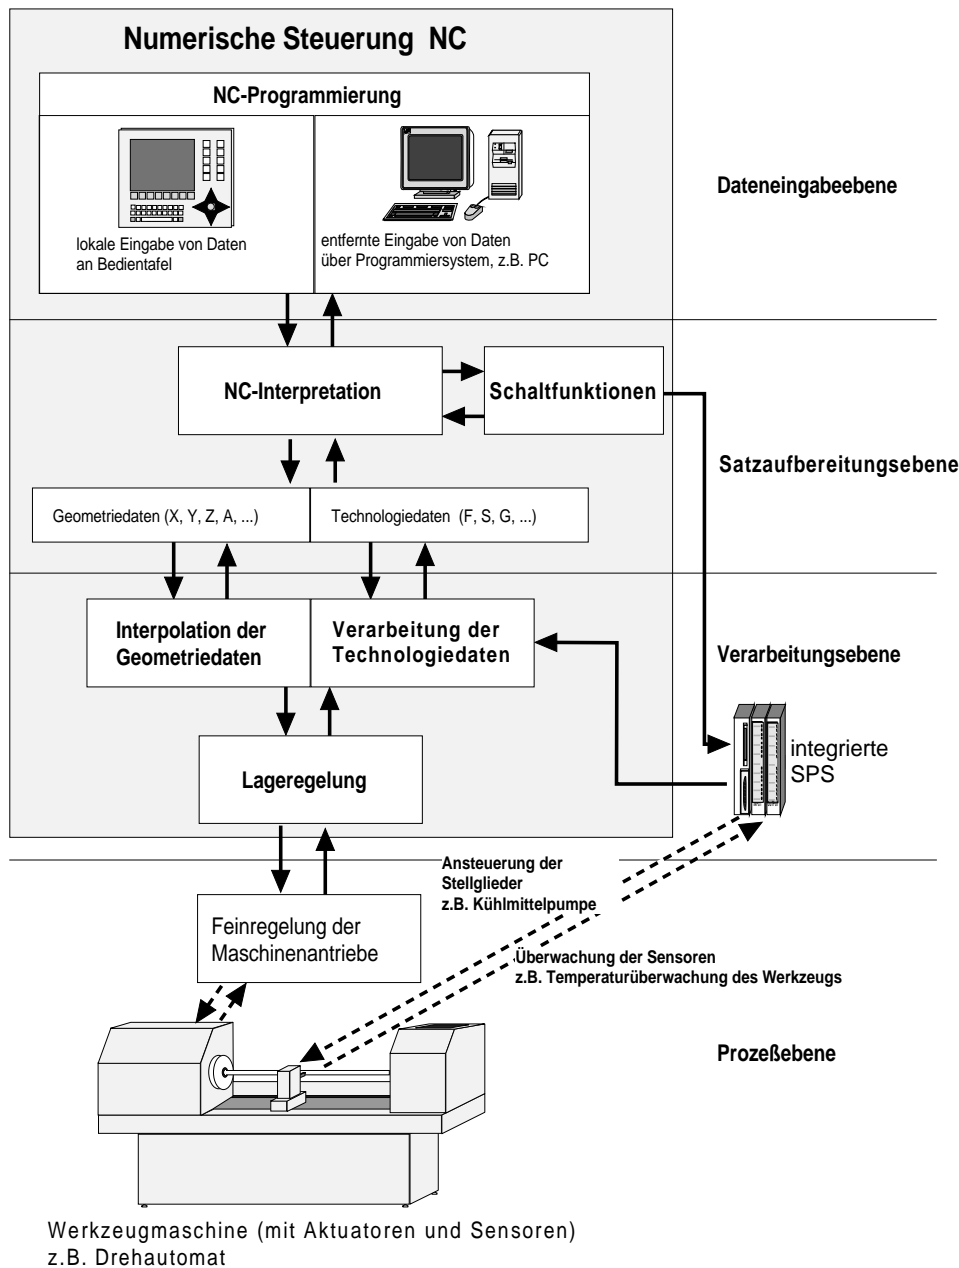 Numerische Steuerung NC
NC-Programmierung
lokale Eingabe von Daten
an Bedientafel
entfernte Eingabe von Daten
über Programmiersystem, z.B. PC
Dateneingabeebene
NC-Interpretation
Schaltfunktionen
Satzaufbereitungsebene
Geometriedaten (X, Y, Z, A, ...)
Technologiedaten (F, S, G, ...)
Interpolation der
Geometriedaten
Verarbeitung der
Technologiedaten
Verarbeitungsebene
integrierte
SPS
Lageregelung
Ansteuerung der
Stellglieder
z.B. Kühlmittelpumpe
Feinregelung der
Maschinenantriebe
Überwachung der Sensoren
z.B. Temperaturüberwachung des Werkzeugs
Prozeßebene
Werkzeugmaschine (mit Aktuatoren und Sensoren)
z.B. Drehautomat